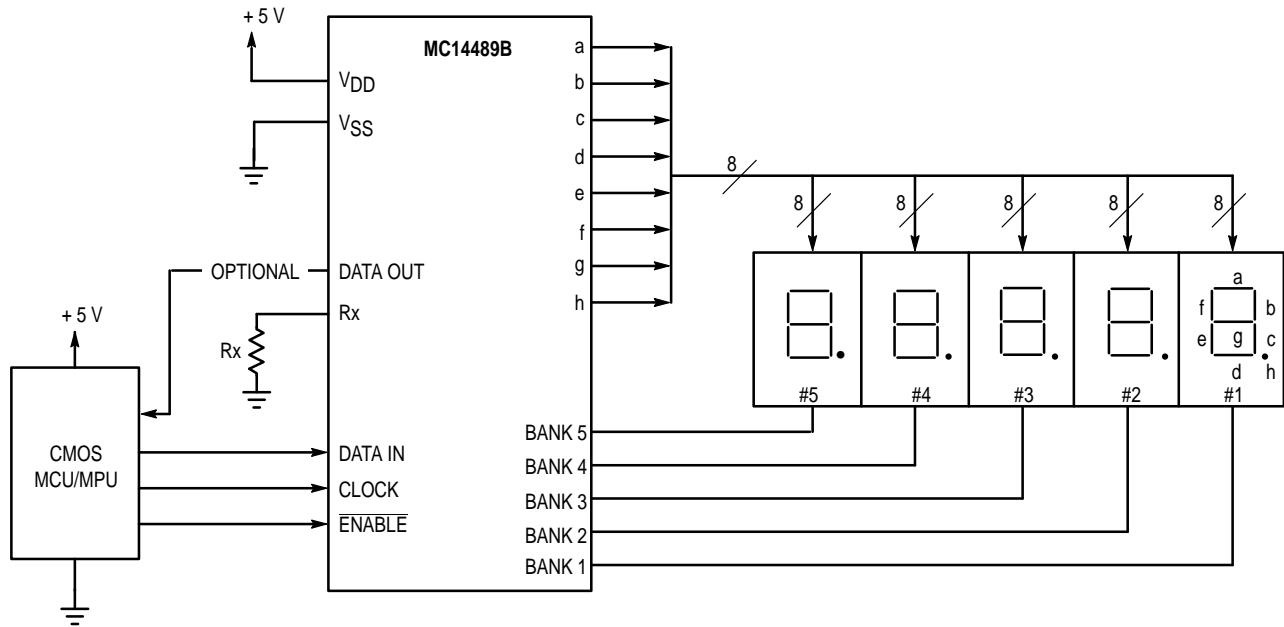 + 5 V
MC14489B
VDD
VSS
a
b
c
d
e
f
g
h
8
8
8
8
8
8
OPTIONAL
DATA OUT
Rx
Rx
+ 5 V
CMOS
MCU/MPU
DATA IN
CLOCK
ENABLE
BANK 5
BANK 4
BANK 3
BANK 2
BANK 1
a
f
b
g
e
c
d
h
#5
#4
#3
#2
#1